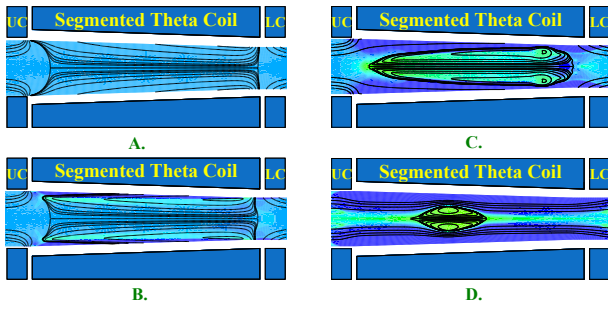 UC Segmented Theta Coil LC
A.
UC Segmented Theta Coil LC
B.
UC Segmented Theta Coil LC
C.
UC Segmented Theta Coil LC
D.